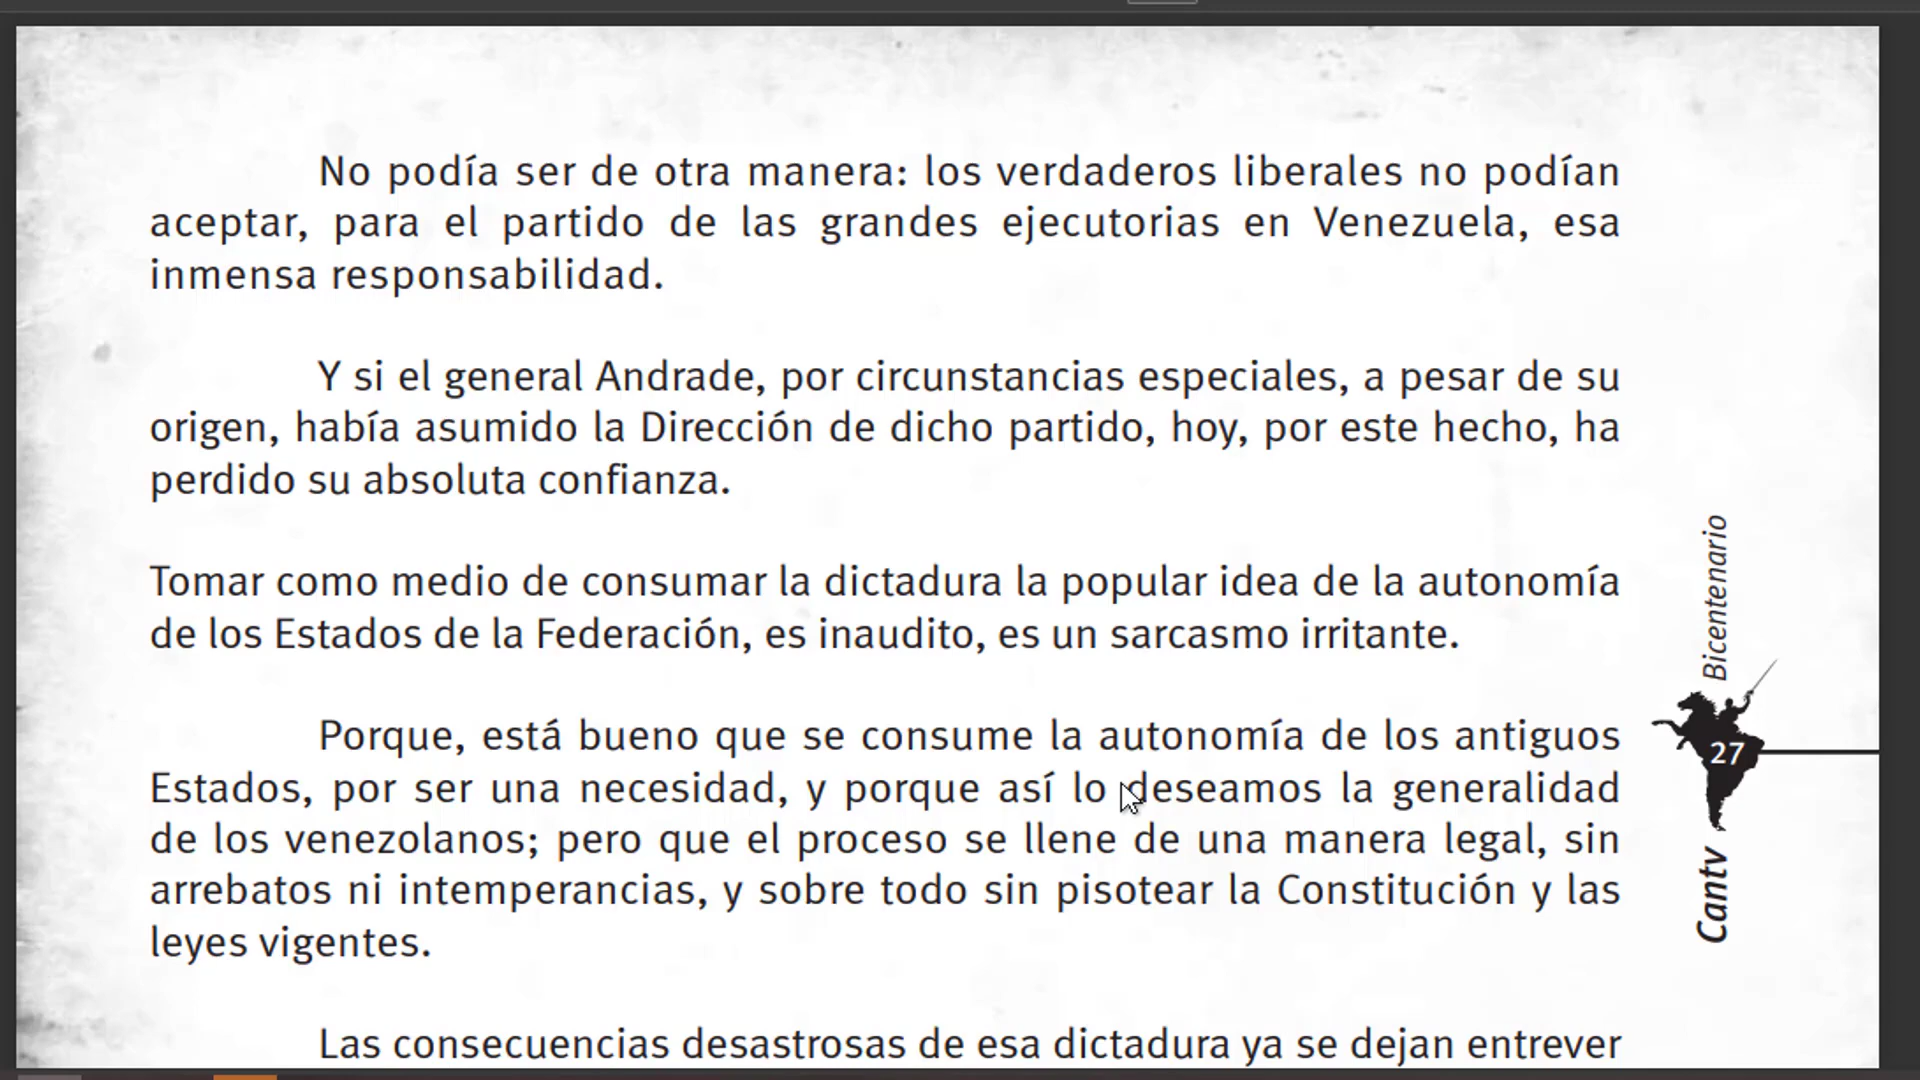 No podía ser de otra manera: los verdaderos liberales no podían
aceptar, para el partido de las grandes ejecutorias en Venezuela, esa
inmensa responsabilidad.
Y si el general Andrade, por circunstancias especiales, a pesar de su
origen, había asumido la Dirección de dicho partido, hoy, por este hecho, ha
perdido su absoluta confianza.
Tomar como medio de consumar la dictadura la popular idea de la autonomía
de los Estados de la Federación, es inaudito, es un sarcasmo irritante.
Porque, está bueno que se consume la autonomía de los antiguos
Estados, por ser una necesidad, y porque así lo deseamos la generalidad
de los venezolanos; pero que el proceso se llene de una manera legal, sin
arrebatos ni intemperancias, y sobre todo sin pisotear la Constitución y las
leyes vigentes.
Las consecuencias desastrosas de esa dictadura ya se dejan entrever
Bicentenario
27
Cantv